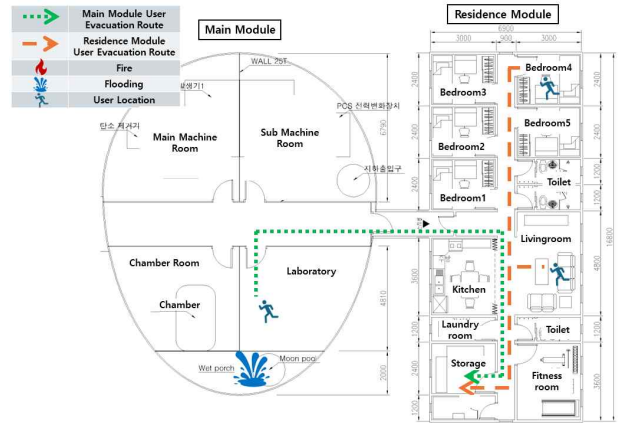 Main Module User
Evacuation Route
Residence Module
User Evacuation Route
Fire
Flooding
User Location
Main Module
Residence Module
6900
3000
900
3000
WALL 25T
PCS 전력변환장치
탄소 제거기
지하출입구
Main Machine
Room
Sub Machine
Room
6790
Bedroom4
Bedroom3
Bedroom5
Bedroom2
Bedroom1
Toilet
2400
2400
2400
2400
2400
1200
1200
Livingroom
16800
4800
Chamber Room
Laboratory
Chamber
4810
3600
Kitchen
Laundry
room
1200
Toilet
1200
Wet porch
Moon pool
2000
Storage
2400
Fitness
room
3600
1200